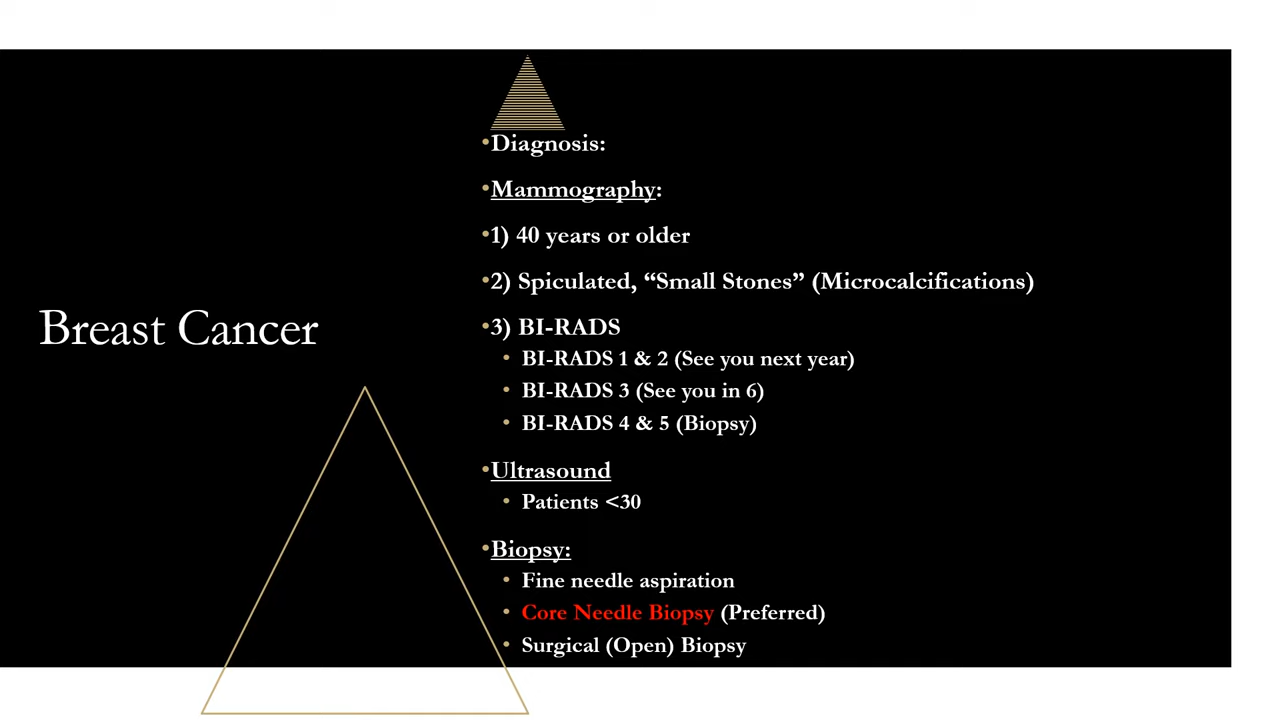 Breast Cancer
•Diagnosis:
•Mammography:
•1) 40 years or older
•2) Spiculated, “Small Stones” (Microcalcifications)
•3) BI-RADS
• BI-RADS 1 & 2 (See you next year)
• BI-RADS 3 (See you in 6)
• BI-RADS 4 & 5 (Biopsy)
•Ultrasound
• Patients <30
•Biopsy:
• Fine needle aspiration
• Core Needle Biopsy (Preferred)
• Surgical (Open) Biopsy